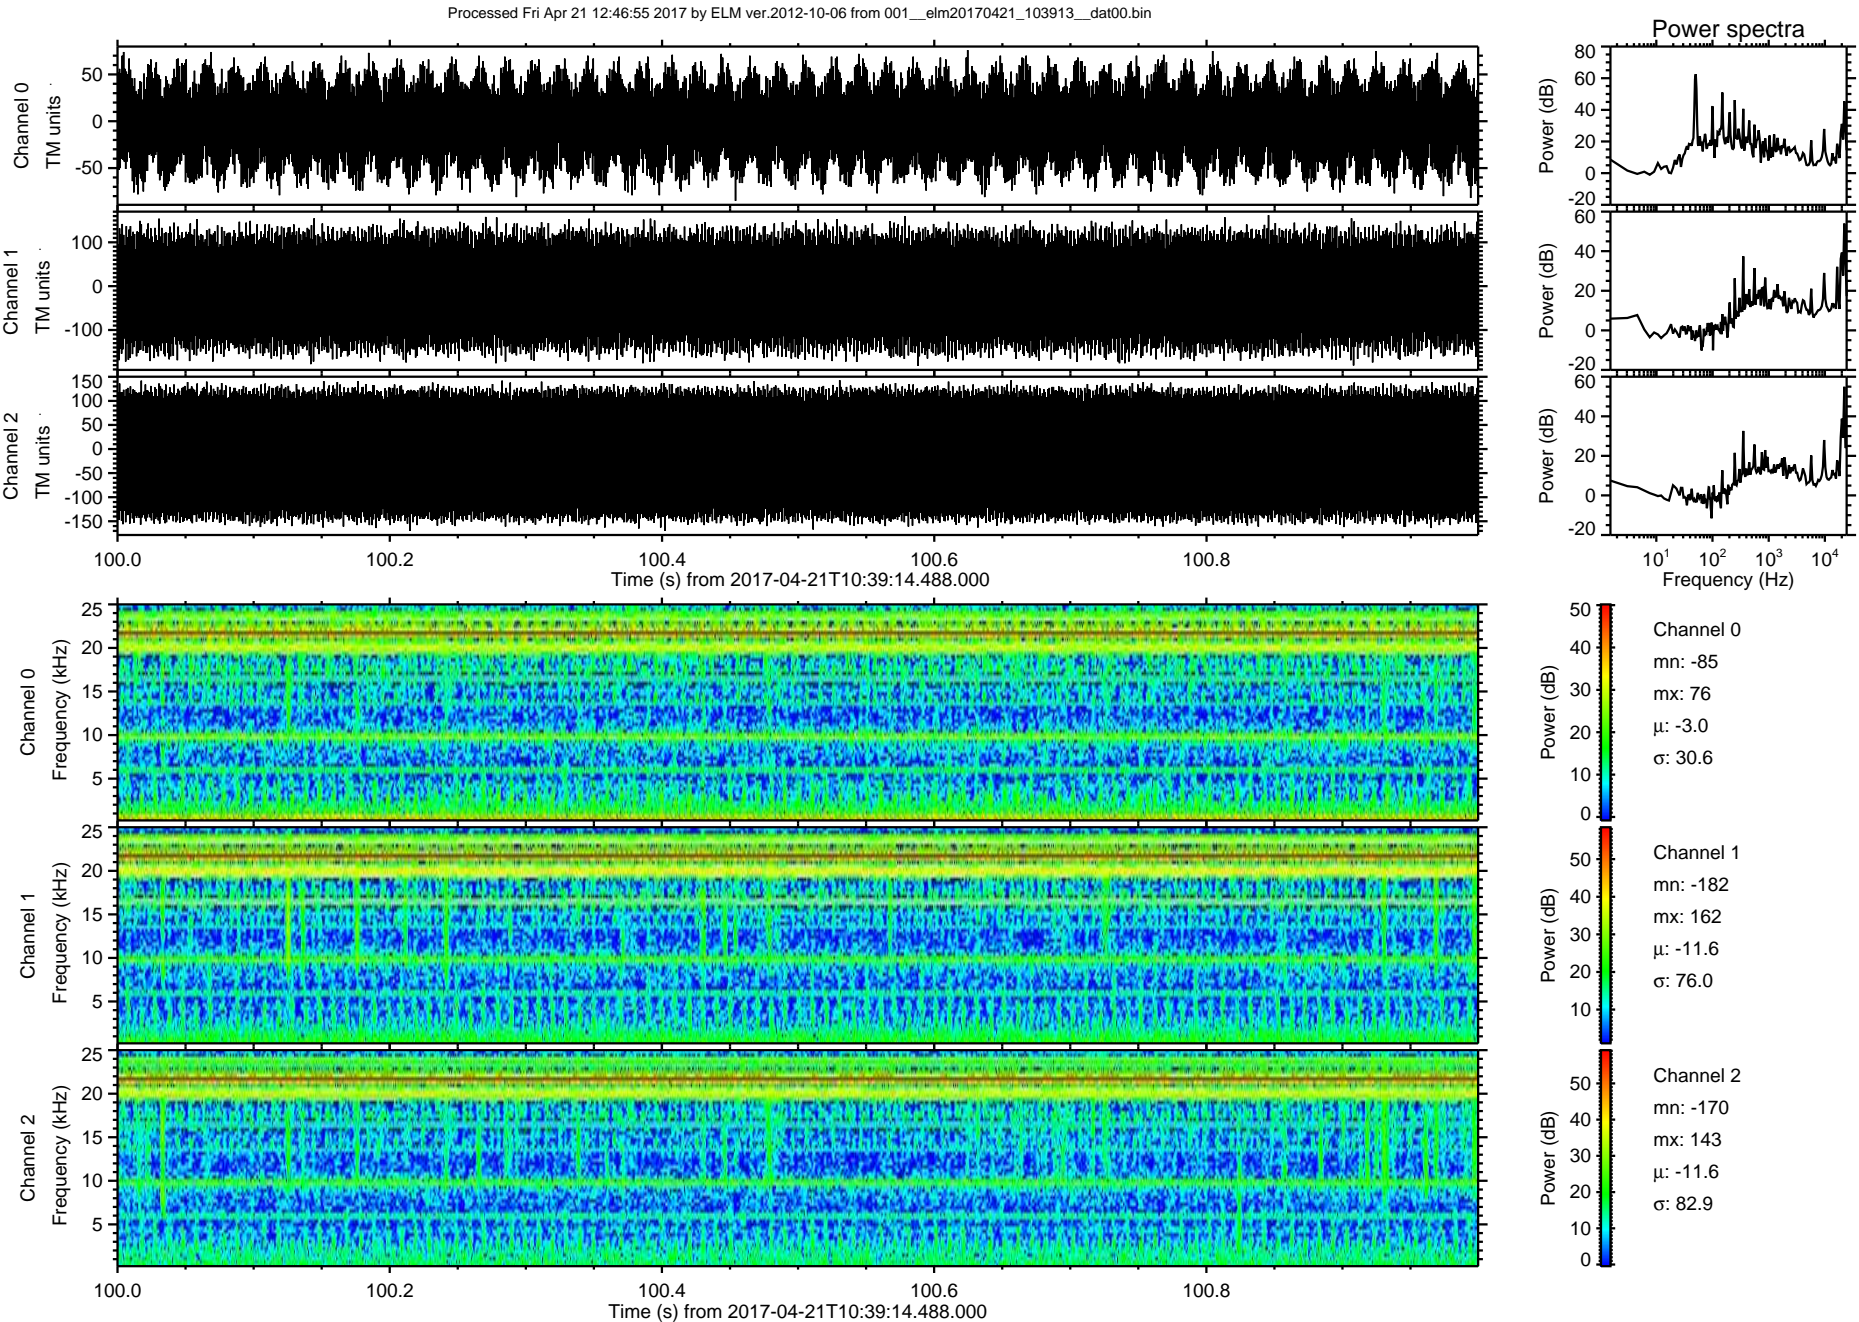 Processed Fri Apr 21 12:46:55 2017 by ELM ver.2012-10-06 from 001__elm20170421_103913__dat00.bin
Power spectra
Channel 0
TM units
50
0
-50
Power (dB)
80
60
40
20
0
-20
Channel 1
TM units
100
0
-100
Power (dB)
60
40
20
0
-20
Channel 2
TM units
150
100
50
0
-50
-100
-150
Power (dB)
60
40
20
0
-20
100.0 100.2 100.4 100.6 100.8
Time (s) from 2017-04-21T10:39:14.488.000
10¹ 10² 10³ 10⁴
Frequency (Hz)
Channel 0
Frequency (kHz)
25
20
15
10
5
Power (dB)
50
40
30
20
10
0
Channel 0
mn: -85
mx: 76
µ: -3.0
σ: 30.6
Channel 1
Frequency (kHz)
25
20
15
10
5
Power (dB)
50
40
30
20
10
Channel 1
mn: -182
mx: 162
µ: -11.6
σ: 76.0
Channel 2
Frequency (kHz)
25
20
15
10
5
Power (dB)
50
40
30
20
10
0
Channel 2
mn: -170
mx: 143
µ: -11.6
σ: 82.9
100.0 100.2 100.4 100.6 100.8
Time (s) from 2017-04-21T10:39:14.488.000